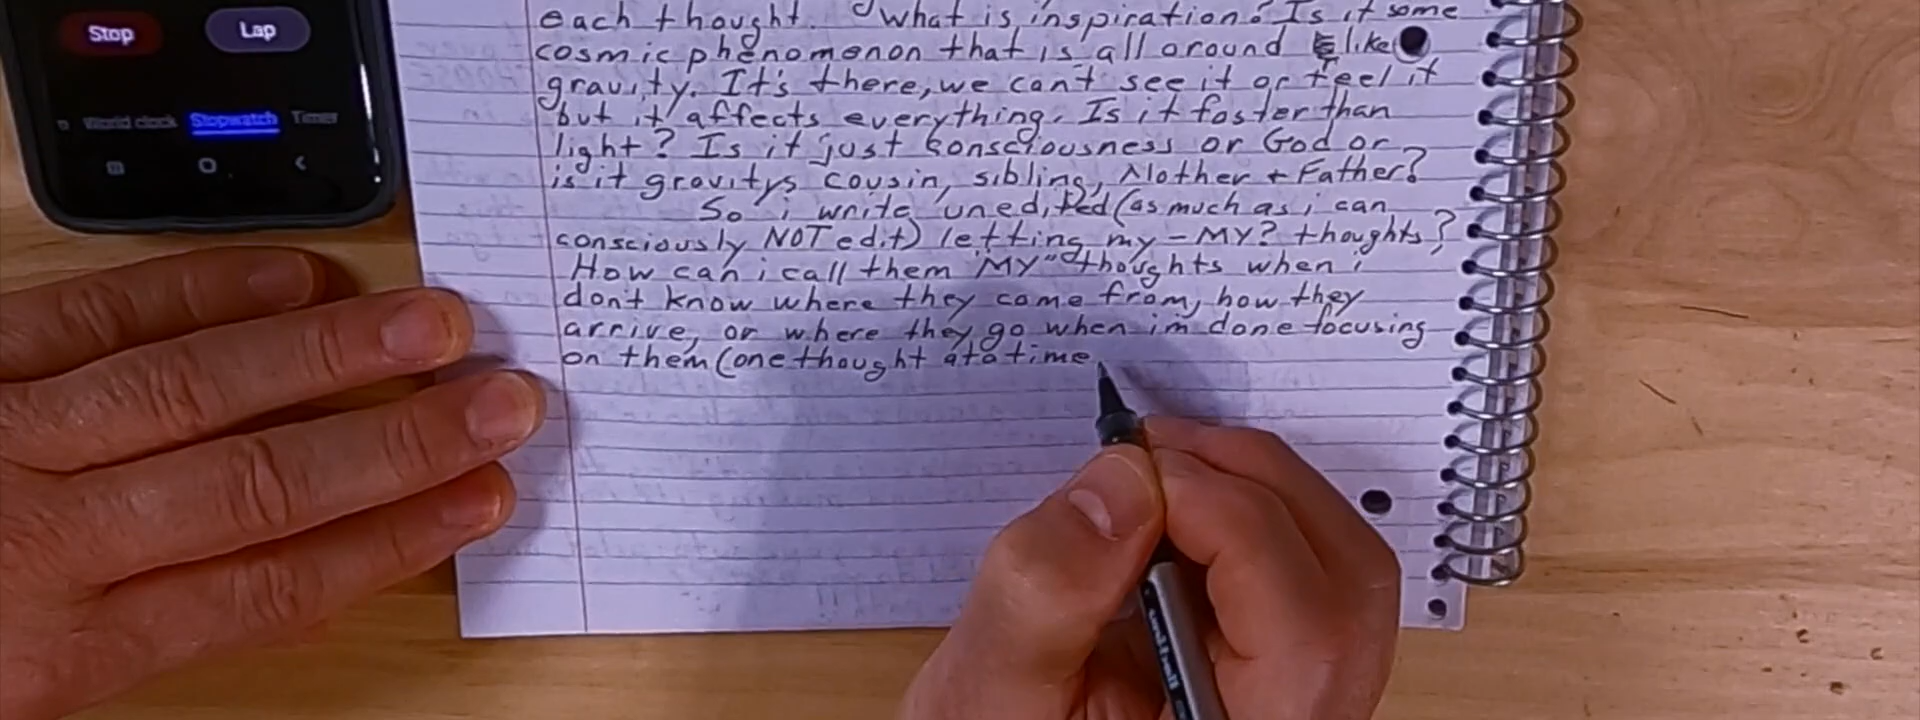 Stop Lap
World clock Stopwatch Timer
each thought. What is inspiration? Is it some
cosmic phenomenon that is all around like
gravity. It's there, we can't see it or feel it
but it affects everything. Is it faster than
light? Is it just consciousness or God or
is it gravitys cousin, sibling, Mother + Father?
So i write unedited (as much as i can
consciously NOT edit) letting my - MY? thoughts?
How can i call them "MY" thoughts when i
don't know where they come from, how they
arrive, or where they go when i'm done focusing
on them (one thought at a time
uniball